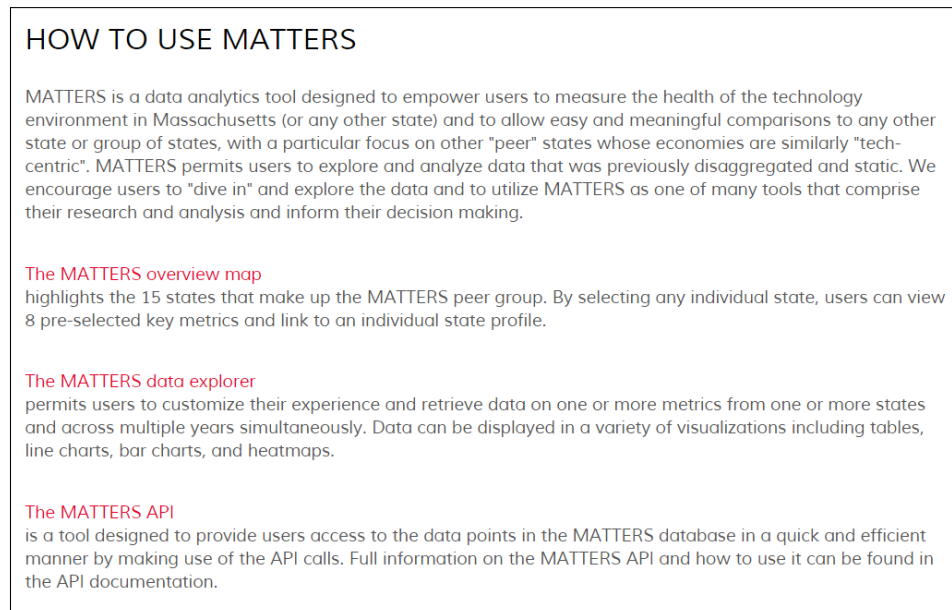 HOW TO USE MATTERS
MATTERS is a data analytics tool designed to empower users to measure the health of the technology
environment in Massachusetts (or any other state) and to allow easy and meaningful comparisons to any other
state or group of states, with a particular focus on other "peer" states whose economies are similarly "tech-
centric". MATTERS permits users to explore and analyze data that was previously disaggregated and static. We
encourage users to "dive in" and explore the data and to utilize MATTERS as one of many tools that comprise
their research and analysis and inform their decision making.
The MATTERS overview map
highlights the 15 states that make up the MATTERS peer group. By selecting any individual state, users can view
8 pre-selected key metrics and link to an individual state profile.
The MATTERS data explorer
permits users to customize their experience and retrieve data on one or more metrics from one or more states
and across multiple years simultaneously. Data can be displayed in a variety of visualizations including tables,
line charts, bar charts, and heatmaps.
The MATTERS API
is a tool designed to provide users access to the data points in the MATTERS database in a quick and efficient
manner by making use of the API calls. Full information on the MATTERS API and how to use it can be found in
the API documentation.